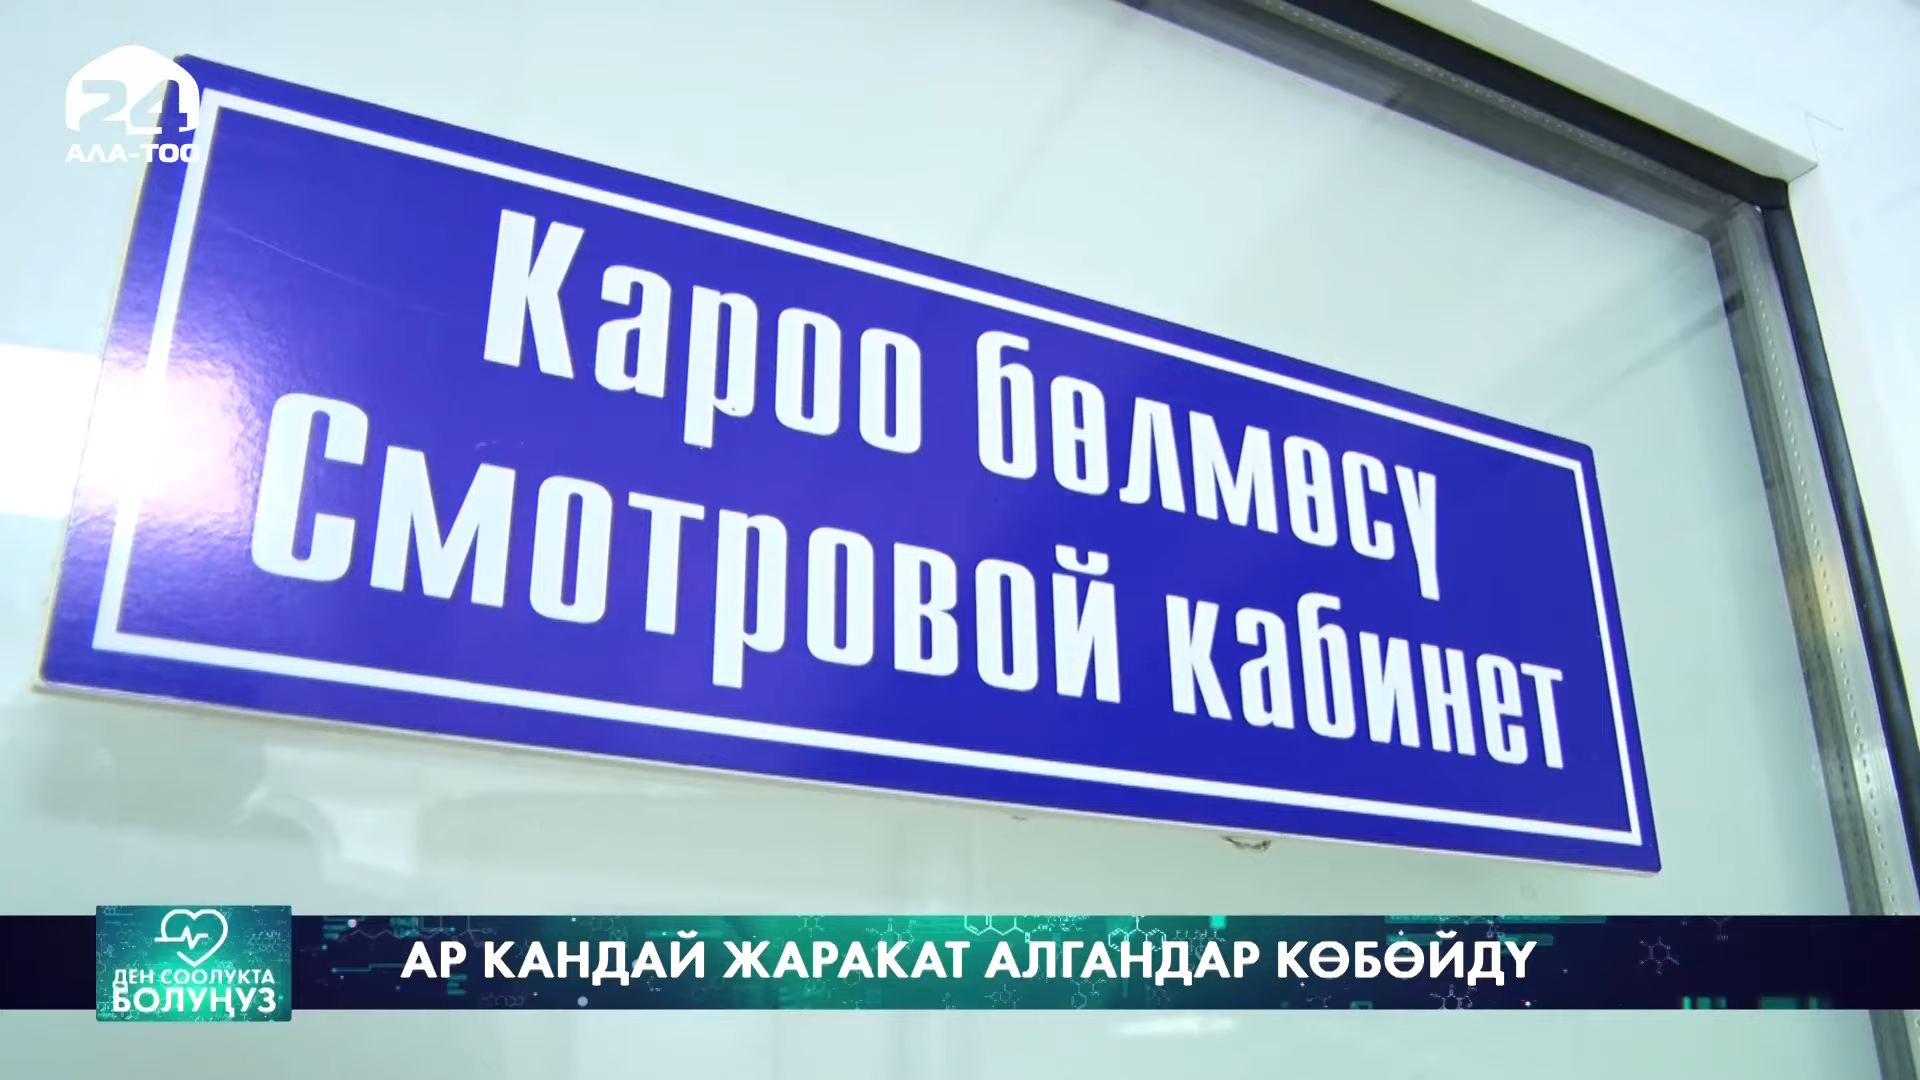 24
АЛА-ТОО
Кароо бөлмөсү
Смотровой кабинет
ДЕН СООЛУКТА
БОЛУҢУЗ
АР КАНДАЙ ЖАРАКАТ АЛГАНДАР КӨБӨЙДҮ